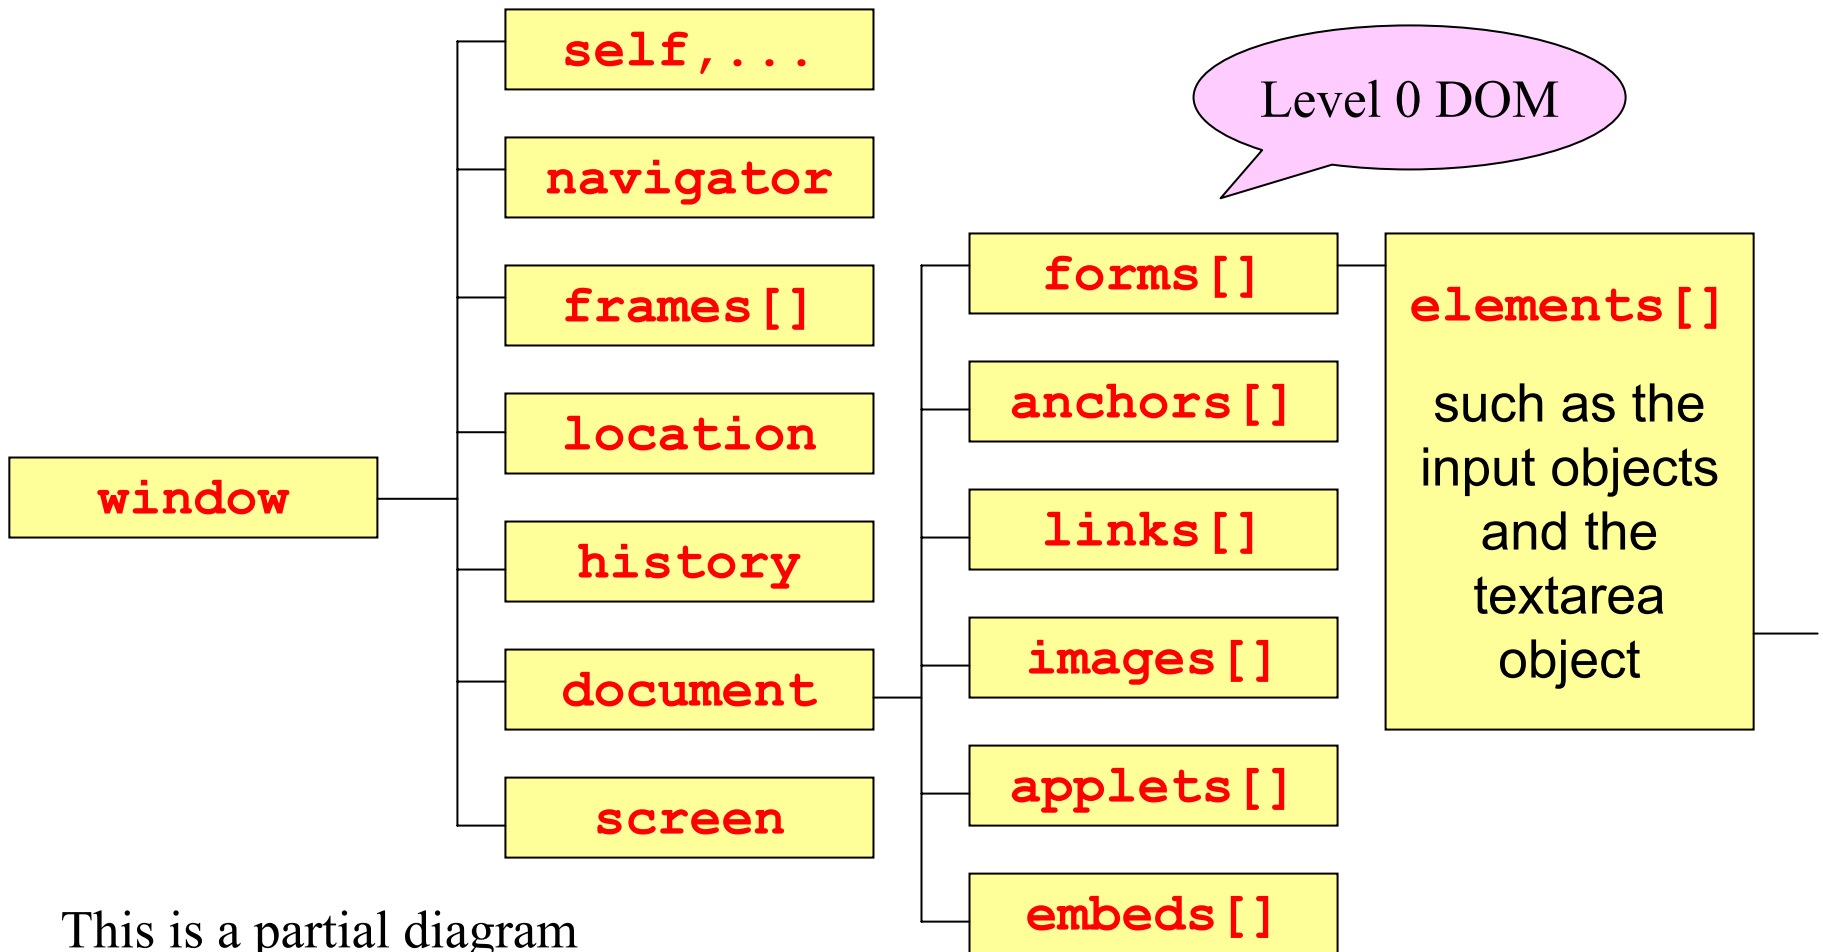 self,...
navigator
frames[]
location
window
history
document
screen
Level 0 DOM
forms[]
anchors[]
links[]
images[]
applets[]
embeds[]
elements[]
such as the
input objects
and the
textarea
object
This is a partial diagram